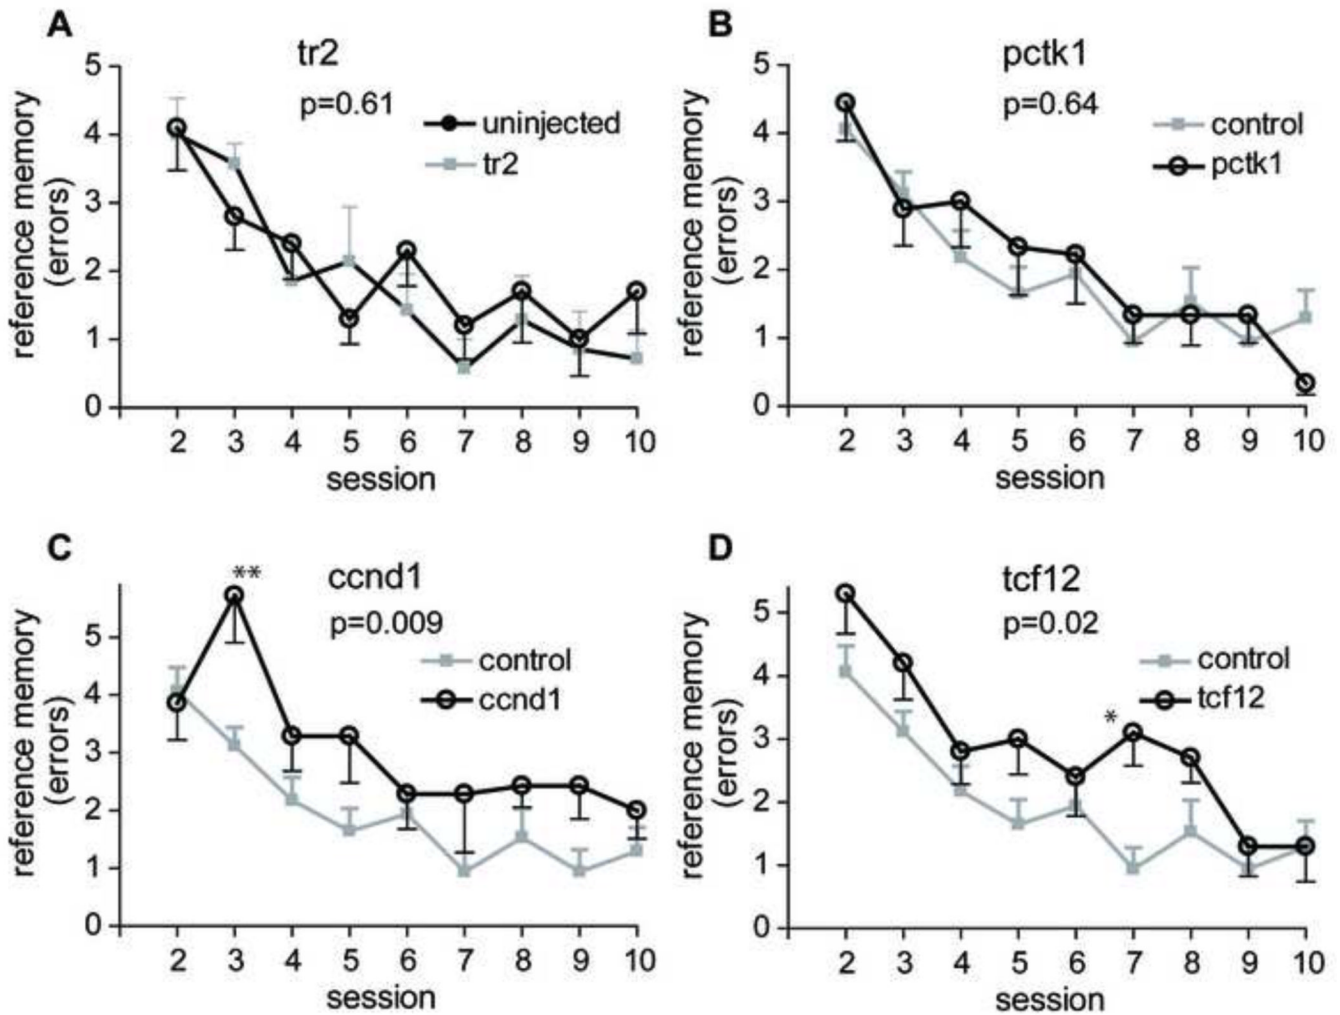 A
tr2
p=0.61
uninjected
tr2
reference memory
(errors)
5
4
3
2
1
0
2 3 4 5 6 7 8 9 10
session
B
pctk1
p=0.64
control
pctk1
reference memory
(errors)
5
4
3
2
1
0
2 3 4 5 6 7 8 9 10
session
C
ccnd1
p=0.009
**
control
ccnd1
reference memory
(errors)
5
4
3
2
1
0
2 3 4 5 6 7 8 9 10
session
D
tcf12
p=0.02
*
control
tcf12
reference memory
(errors)
5
4
3
2
1
0
2 3 4 5 6 7 8 9 10
session